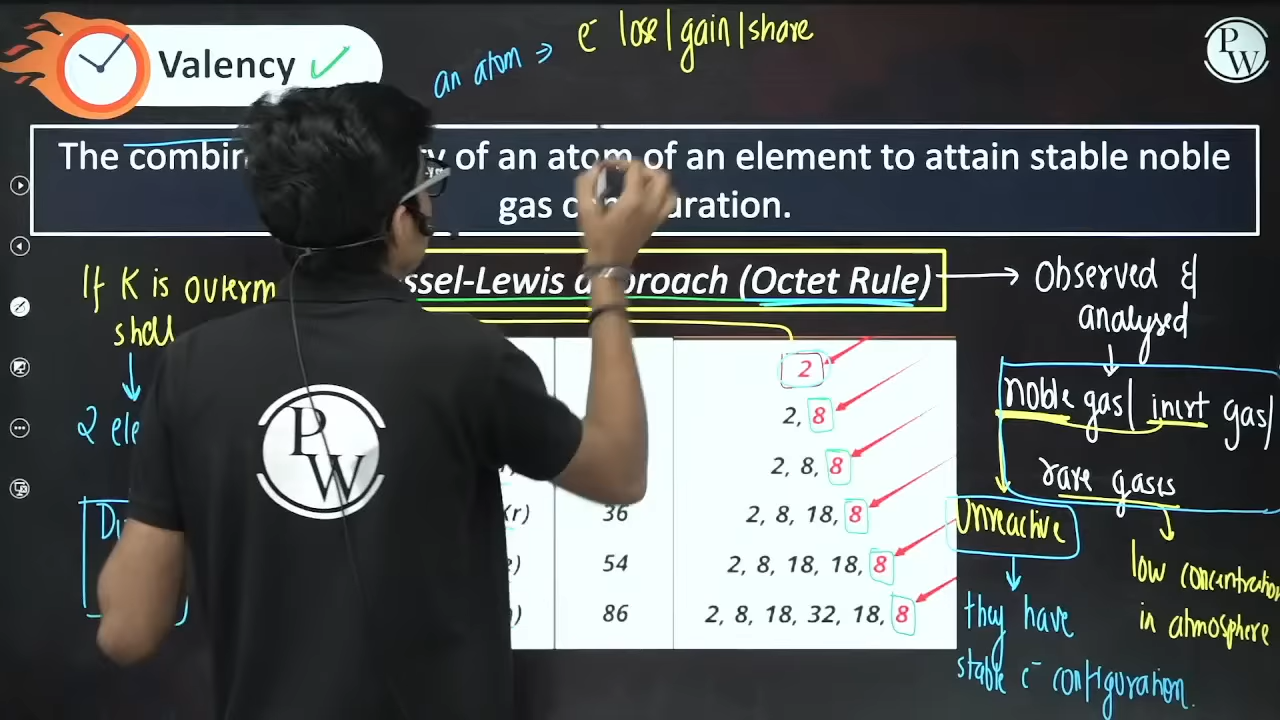 Valency
an atom ⇒ e⁻ lose/gain/share
PW
The combin y of an atom of an element to attain stable noble
gas c uration.
If K is outerm
shell
ssel-Lewis a proach (Octet Rule)
Observed &
analysed
noble gas/ inert gas/
rare gases
2
2, 8
2, 8, 8
Kr) 36 2, 8, 18, 8
e) 54 2, 8, 18, 18, 8
86 2, 8, 18, 32, 18, 8
2 ele
Du
PW
Unreactive
they have
stable e⁻ configuration.
low concentration
in atmosphere